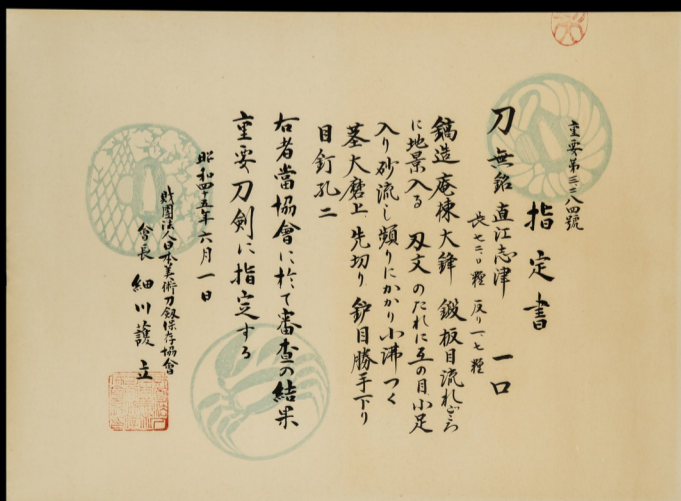 重要第三〇二八四號
指定書
刀 無銘 直江志津 一口
長七二、〇糎 反り一、七糎
鎬造庵棟大鋒 鍛板目流れごころ
に地景入る 刃文のたれに互の目小足
入り砂流し頻りにかかり小沸つく
茎大磨上先切り鑢目勝手下り
目釘孔二
右者當協會に於て審査の結果
重要刀剣に指定する
昭和四十五年六月一日
財團法人日本美術刀剣保存協會
會長 細川護立